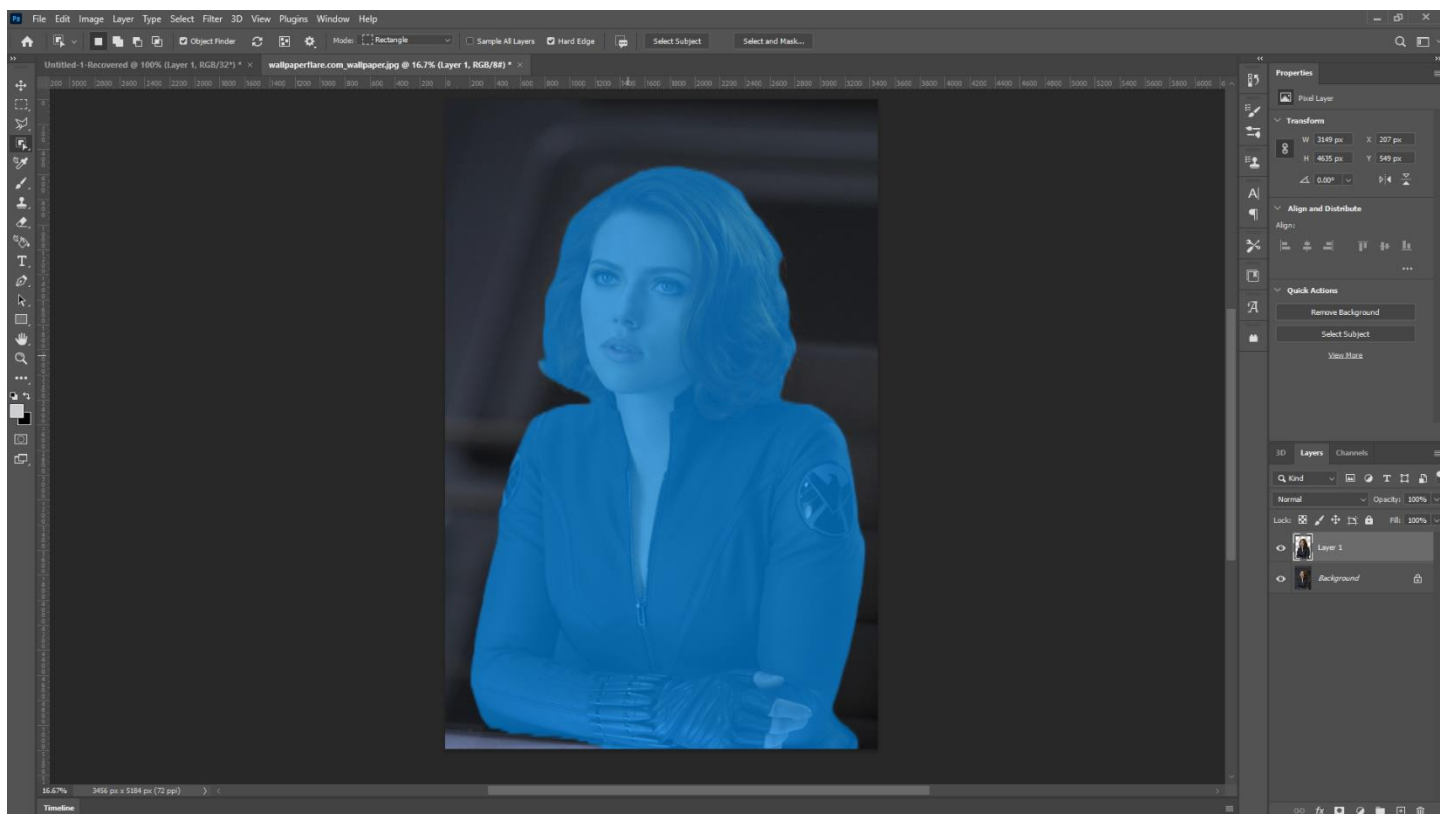 Ps File Edit Image Layer Type Select Filter 3D View Plugins Window Help
Object Finder Mode: Rectangle Sample All Layers Hard Edge Select Subject Select and Mask...
Untitled-1-Recovered @ 100% (Layer 1, RGB/32*) * × wallpaperflare.com_wallpaper.jpg @ 16.7% (Layer 1, RGB/8#) * ×
Properties
Pixel Layer
Transform
W 3149 px X 207 px
H 4635 px Y 549 px
0.00°
Align and Distribute
Align:
Quick Actions
Remove Background
Select Subject
View More
3D Layers Channels
Kind
Normal Opacity: 100%
Lock: Fill: 100%
Layer 1
Background
16.67% 3456 px x 5184 px (72 ppi)
Timeline
fx